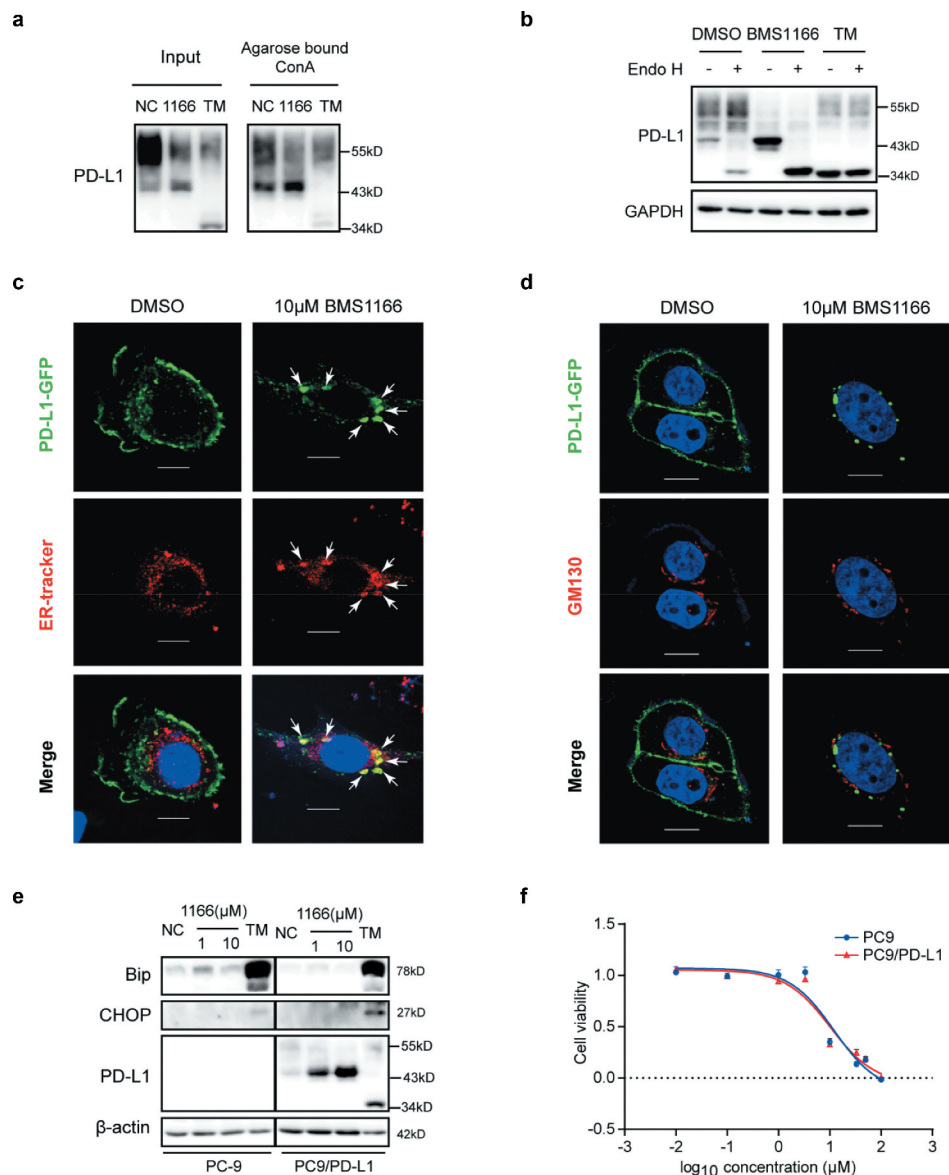 a
Input
Agarose bound
ConA
NC 1166 TM
NC 1166 TM
PD-L1
55kD
43kD
34kD
b
DMSO BMS1166 TM
Endo H - + - + - +
PD-L1
55kD
43kD
34kD
GAPDH
c
DMSO
10µM BMS1166
PD-L1-GFP
ER-tracker
Merge
d
DMSO
10µM BMS1166
PD-L1-GFP
GM130
Merge
e
1166(µM)
1166(µM)
NC 1 10 TM
NC 1 10 TM
Bip
78kD
CHOP
27kD
PD-L1
55kD
43kD
34kD
β-actin
42kD
PC-9
PC9/PD-L1
f
PC9
PC9/PD-L1
Cell viability
1.5
1.0
0.5
0.0
-0.5
-3 -2 -1 0 1 2 3
log10 concentration (µM)